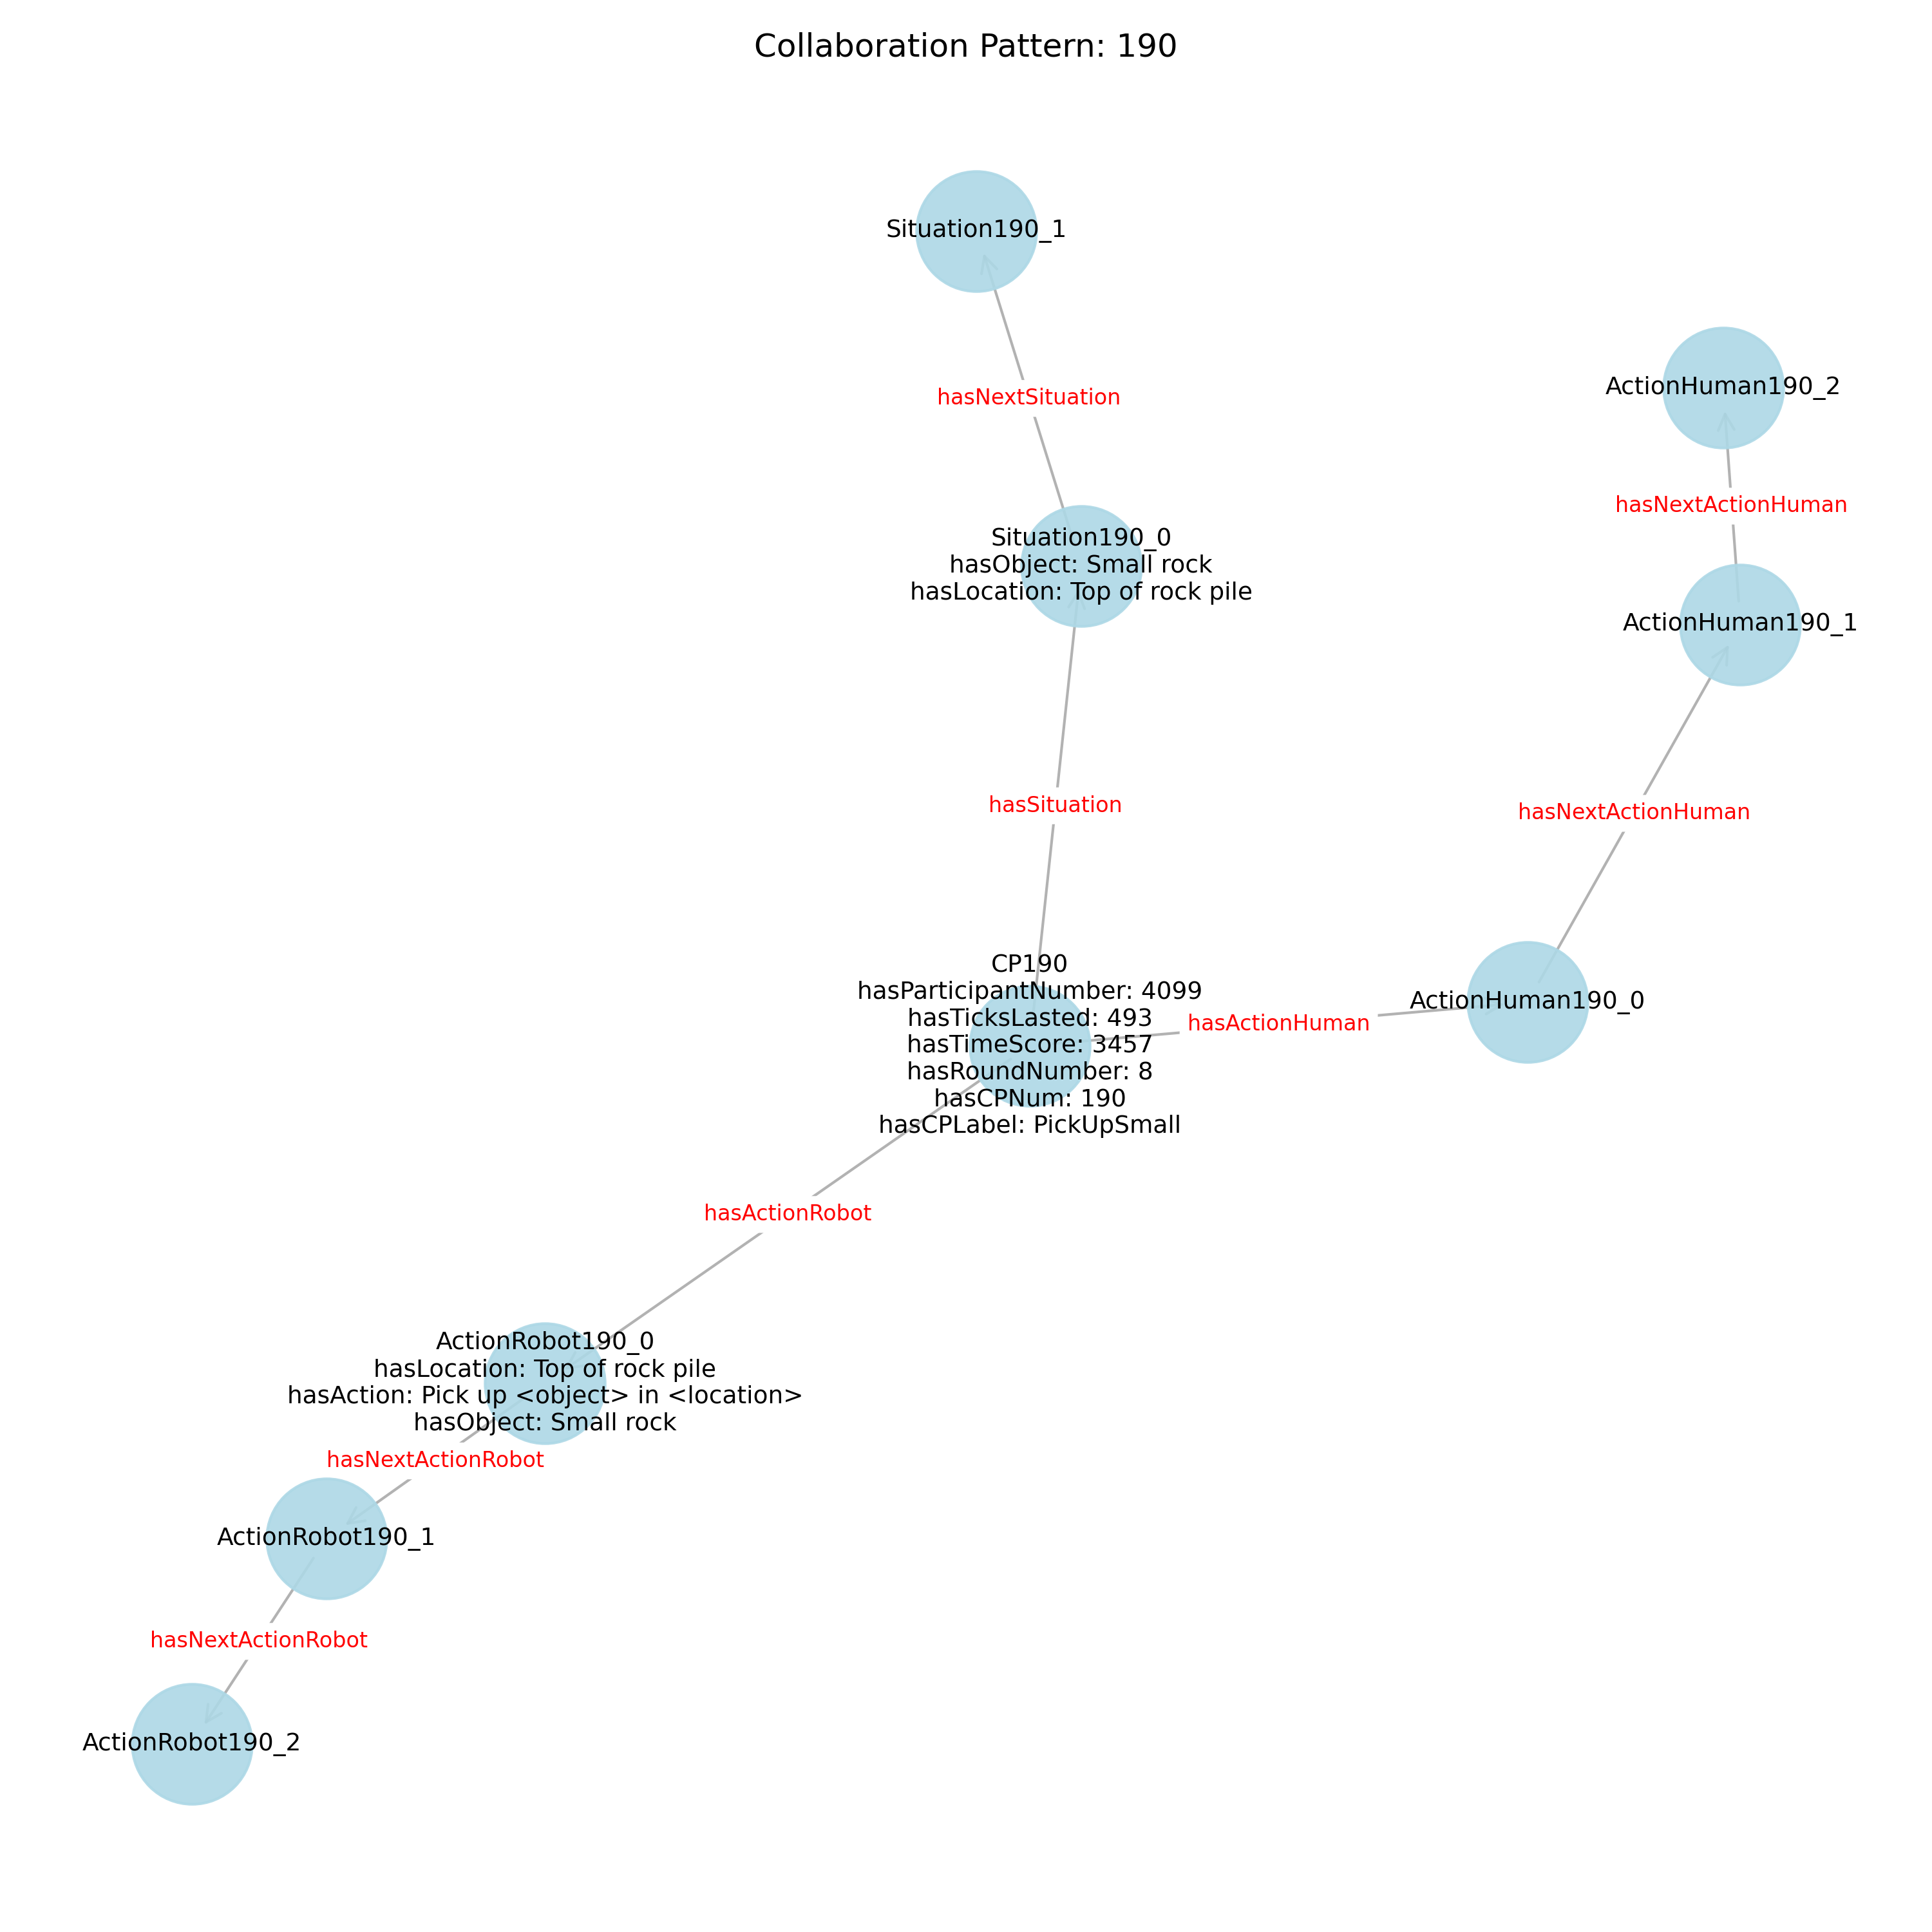 Collaboration Pattern: 190
Situation190_1
ActionHuman190_2
hasNextSituation
hasNextActionHuman
Situation190_0
hasObject: Small rock
hasLocation: Top of rock pile
ActionHuman190_1
hasSituation
hasNextActionHuman
CP190
hasParticipantNumber: 4099
hasTicksLasted: 493
hasTimeScore: 3457
hasRoundNumber: 8
hasCPNum: 190
hasCPLabel: PickUpSmall
hasActionHuman
ActionHuman190_0
hasActionRobot
ActionRobot190_0
hasLocation: Top of rock pile
hasAction: Pick up <object> in <location>
hasObject: Small rock
hasNextActionRobot
ActionRobot190_1
hasNextActionRobot
ActionRobot190_2